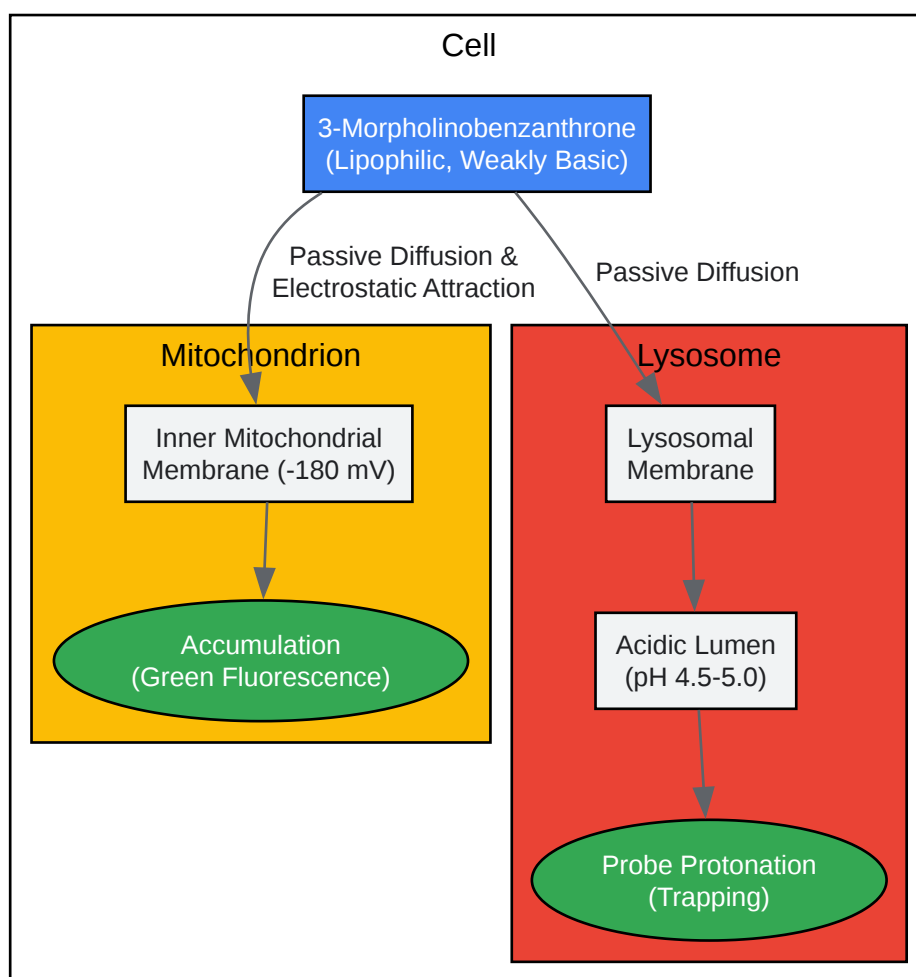 Cell
3-Morpholinobenzanthrone
(Lipophilic, Weakly Basic)
Passive Diffusion &
Electrostatic Attraction
Passive Diffusion
Mitochondrion
Inner Mitochondrial
Membrane (-180 mV)
Accumulation
(Green Fluorescence)
Lysosome
Lysosomal
Membrane
Acidic Lumen
(pH 4.5-5.0)
Probe Protonation
(Trapping)